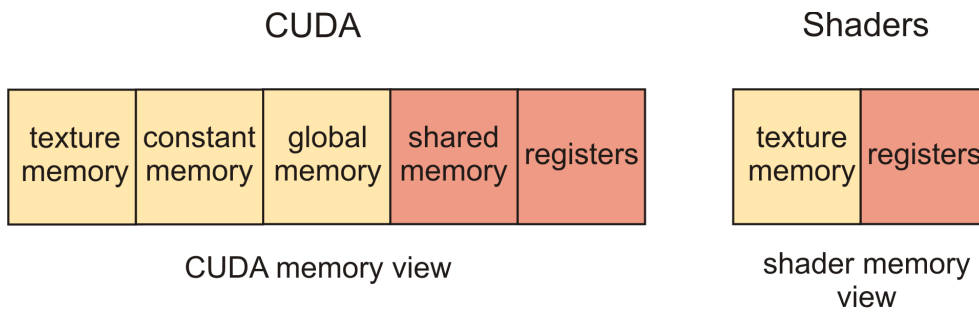 CUDA
Shaders
texture
memory
constant
memory
global
memory
shared
memory
registers
texture
memory
registers
CUDA memory view
shader memory
view